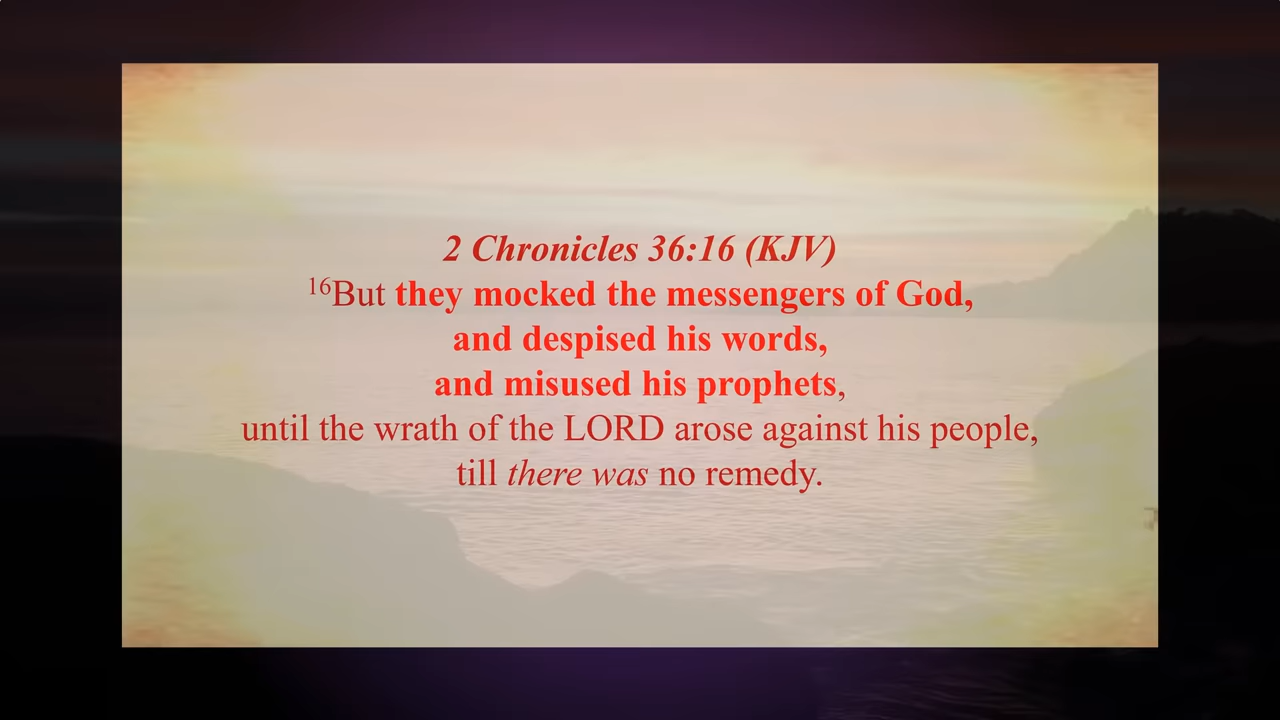 2 Chronicles 36:16 (KJV)
16But they mocked the messengers of God,
and despised his words,
and misused his prophets,
until the wrath of the LORD arose against his people,
till there was no remedy.